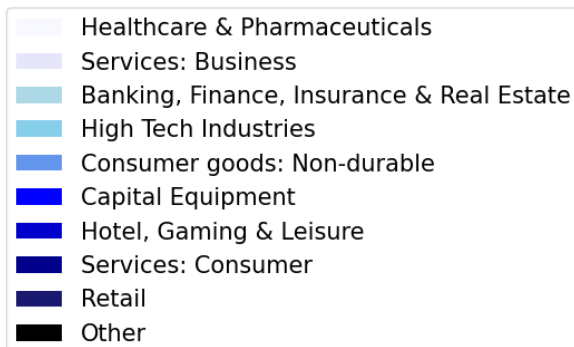 Healthcare & Pharmaceuticals
Services: Business
Banking, Finance, Insurance & Real Estate
High Tech Industries
Consumer goods: Non-durable
Capital Equipment
Hotel, Gaming & Leisure
Services: Consumer
Retail
Other